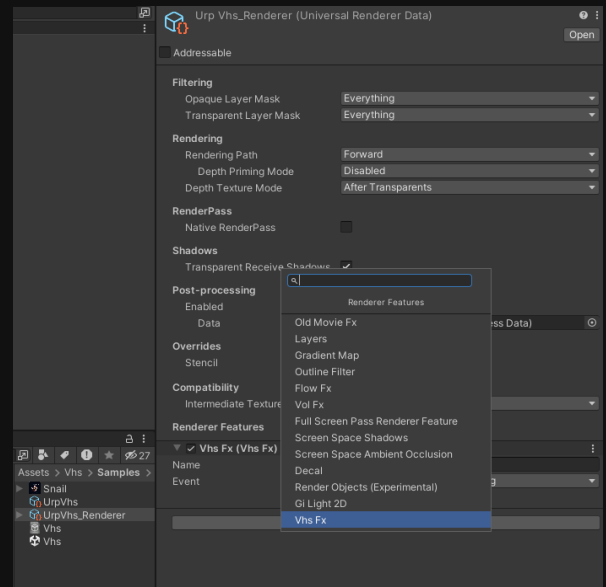 Urp Vhs_Renderer (Universal Renderer Data)
Open
Addressable
Filtering
Opaque Layer Mask
Everything
Transparent Layer Mask
Everything
Rendering
Rendering Path
Forward
Depth Priming Mode
Disabled
Depth Texture Mode
After Transparents
RenderPass
Native RenderPass
Shadows
Transparent Receive Shadows
Post-processing
Enabled
Data
Data)
Overrides
Stencil
Compatibility
Intermediate Texture
Renderer Features
Vhs Fx (Vhs Fx)
Name
Event
Renderer Features
Old Movie Fx
Layers
Gradient Map
Outline Filter
Flow Fx
Vol Fx
Full Screen Pass Renderer Feature
Screen Space Shadows
Screen Space Ambient Occlusion
Decal
Render Objects (Experimental)
Gi Light 2D
Vhs Fx
27
Assets > Vhs > Samples >
Snail
UrpVhs
UrpVhs_Renderer
Vhs
Vhs